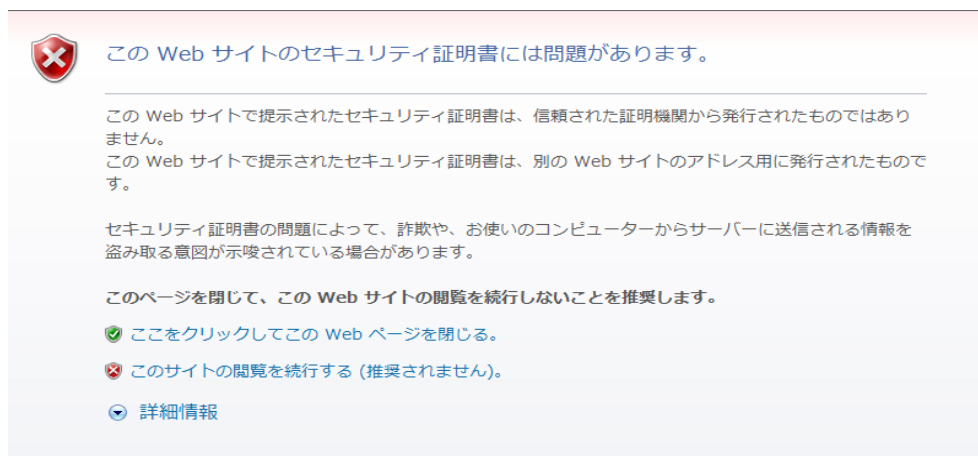 この Web サイトのセキュリティ証明書には問題があります。
この Web サイトで提示されたセキュリティ証明書は、信頼された証明機関から発行されたものではあり
ません。
この Web サイトで提示されたセキュリティ証明書は、別の Web サイトのアドレス用に発行されたもので
す。
セキュリティ証明書の問題によって、詐欺や、お使いのコンピューターからサーバーに送信される情報を
盗み取る意図が示唆されている場合があります。
このページを閉じて、この Web サイトの閲覧を続行しないことを推奨します。
ここをクリックしてこの Web ページを閉じる。
このサイトの閲覧を続行する (推奨されません)。
詳細情報